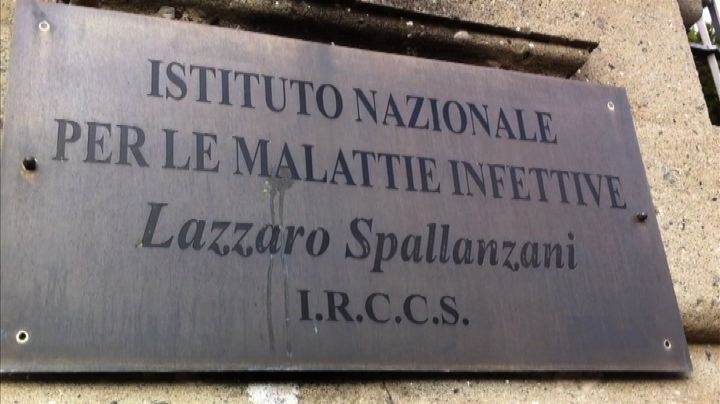 ISTITUTO NAZIONALE
PER LE MALATTIE INFETTIVE
Lazzaro Spallanzani
I.R.C.C.S.